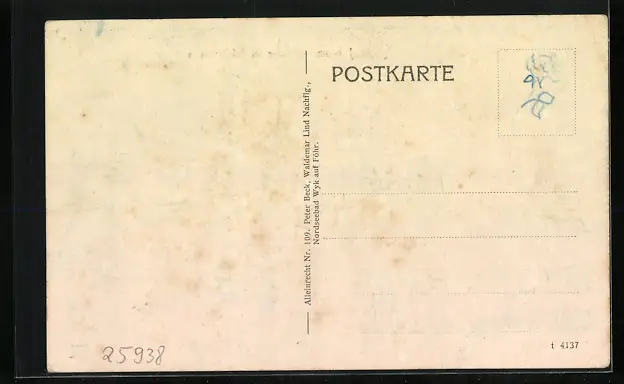 POSTKARTE
Alleinrecht Nr. 109, Peter Beck, Waldemar Lind Nachflg.,
Nordseebad Wyk auf Föhr.
t 4137
25938